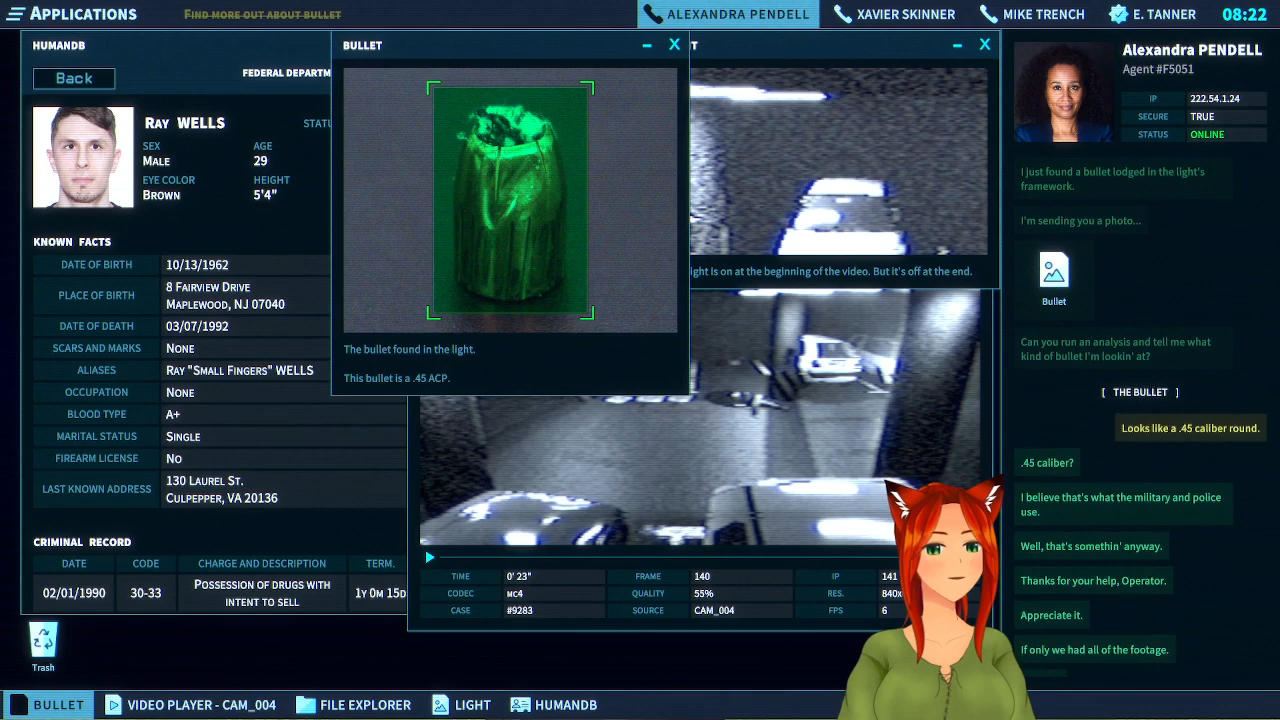 APPLICATIONS
FIND MORE OUT ABOUT BULLET
ALEXANDRA PENDELL
XAVIER SKINNER
MIKE TRENCH
E. TANNER
08:22
HUMANDB
Back
FEDERAL DEPARTM
RAY WELLS
STATU
SEX
MALE
AGE
29
EYE COLOR
BROWN
HEIGHT
5'4"
KNOWN FACTS
DATE OF BIRTH
10/13/1962
PLACE OF BIRTH
8 FAIRVIEW DRIVE
MAPLEWOOD, NJ 07040
DATE OF DEATH
03/07/1992
SCARS AND MARKS
NONE
ALIASES
RAY "SMALL FINGERS" WELLS
OCCUPATION
NONE
BLOOD TYPE
A+
MARITAL STATUS
SINGLE
FIREARM LICENSE
NO
LAST KNOWN ADDRESS
130 LAUREL ST.
CULPEPPER, VA 20136
CRIMINAL RECORD
DATE
CODE
CHARGE AND DESCRIPTION
TERM.
02/01/1990
30-33
POSSESSION OF DRUGS WITH
INTENT TO SELL
1Y 0M 15D
BULLET
The bullet found in the light.
This bullet is a .45 ACP.
T
ight is on at the beginning of the video. But it's off at the end.
TIME
0' 23"
FRAME
140
IP
141
CODEC
MC4
QUALITY
55%
RES.
840x
CASE
#9283
SOURCE
CAM_004
FPS
6
Alexandra PENDELL
Agent #F5051
IP
222.54.1.24
SECURE
TRUE
STATUS
ONLINE
I just found a bullet lodged in the light's
framework.
I'm sending you a photo...
Bullet
Can you run an analysis and tell me what
kind of bullet I'm lookin' at?
[ THE BULLET ]
Looks like a .45 caliber round.
.45 caliber?
I believe that's what the military and police
use.
Well, that's somethin' anyway.
Thanks for your help, Operator.
Appreciate it.
If only we had all of the footage.
Trash
BULLET
VIDEO PLAYER - CAM_004
FILE EXPLORER
LIGHT
HUMANDB